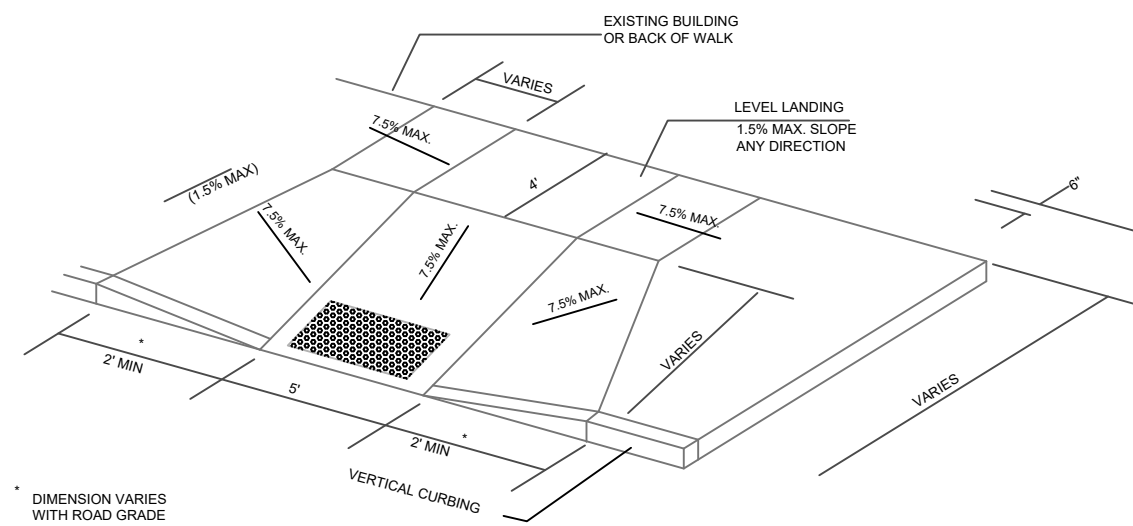 EXISTING BUILDING
OR BACK OF WALK
VARIES
LEVEL LANDING
1.5% MAX. SLOPE
ANY DIRECTION
7.5% MAX.
4'
6"
(1.5% MAX)
7.5% MAX.
7.5% MAX.
7.5% MAX.
7.5% MAX.
VARIES
VARIES
*
2' MIN
5'
2' MIN
*
VERTICAL CURBING
* DIMENSION VARIES
WITH ROAD GRADE